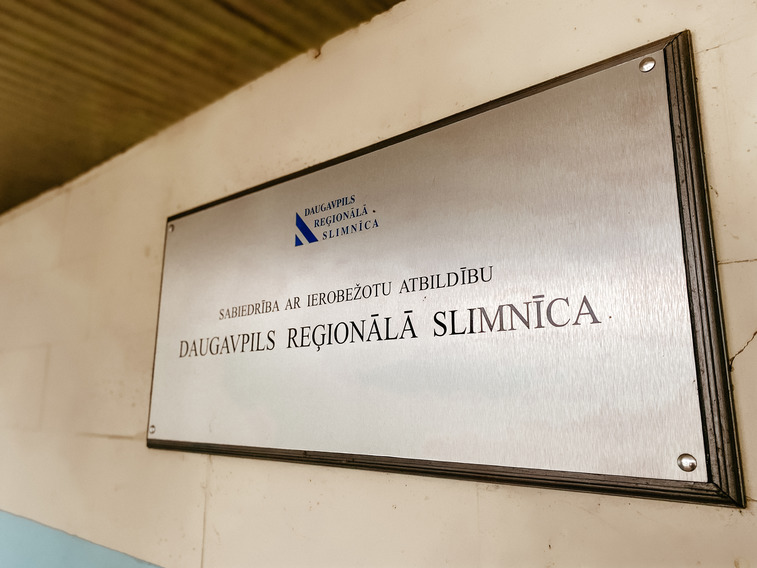 DAUGAVPILS
REĢIONĀLĀ
SLIMNĪCA
SABIEDRĪBA AR IEROBEŽOTU ATBILDĪBU
DAUGAVPILS REĢIONĀLĀ SLIMNĪCA